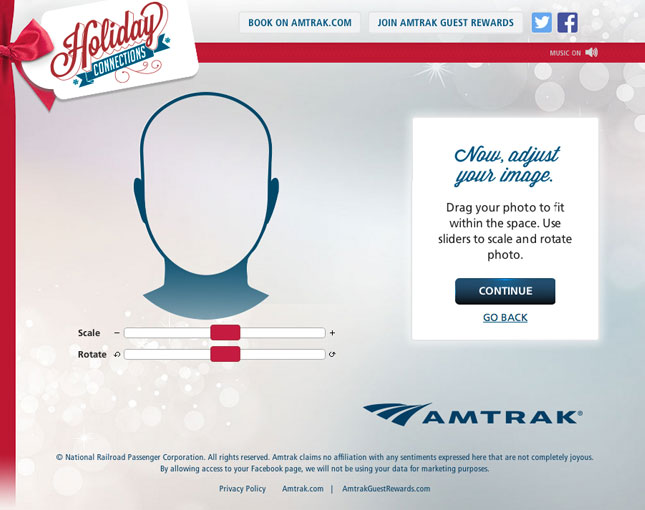 Holiday
CONNECTIONS
BOOK ON AMTRAK.COM
JOIN AMTRAK GUEST REWARDS
MUSIC ON
Now, adjust
your image.
Drag your photo to fit
within the space. Use
sliders to scale and rotate
photo.
CONTINUE
GO BACK
Scale − +
Rotate
AMTRAK®
© National Railroad Passenger Corporation. All rights reserved. Amtrak claims no affiliation with any sentiments expressed here that are not completely joyous.
By allowing access to your Facebook page, we will not be using your data for marketing purposes.
Privacy Policy Amtrak.com | AmtrakGuestRewards.com